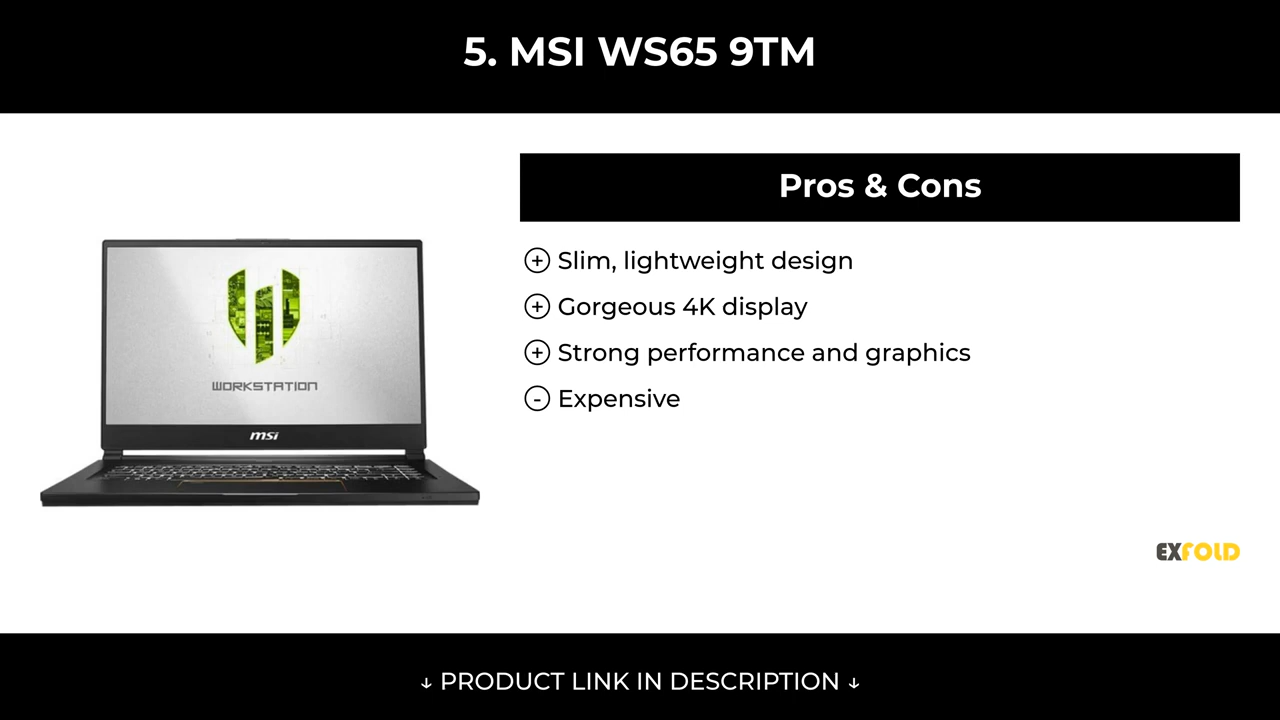 5. MSI WS65 9TM
Pros & Cons
+ Slim, lightweight design
+ Gorgeous 4K display
+ Strong performance and graphics
- Expensive
WORKSTATION
msi
EXFOLD
↓ PRODUCT LINK IN DESCRIPTION ↓